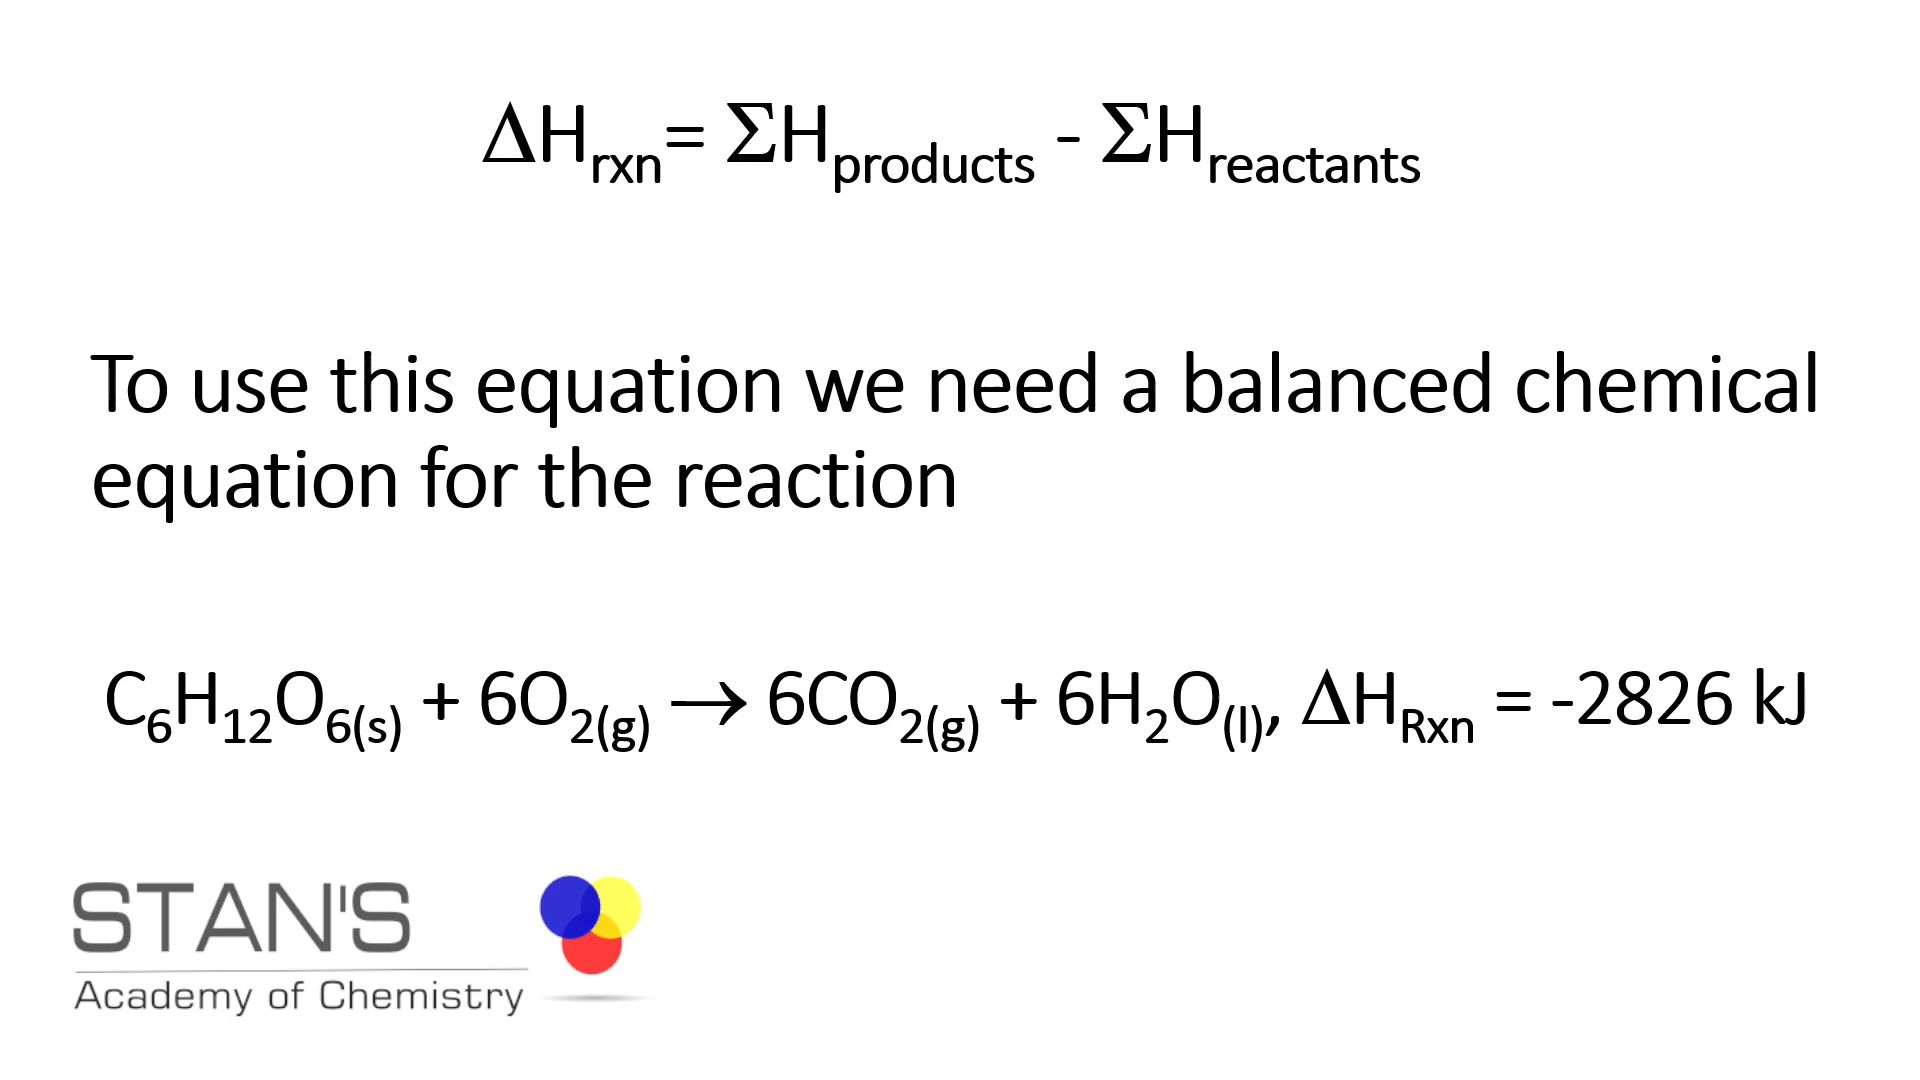 ΔHrxn= ΣHproducts - ΣHreactants
To use this equation we need a balanced chemical
equation for the reaction
C₆H₁₂O₆(s) + 6O₂(g) → 6CO₂(g) + 6H₂O(l), ΔHRxn = -2826 kJ
STAN'S
Academy of Chemistry